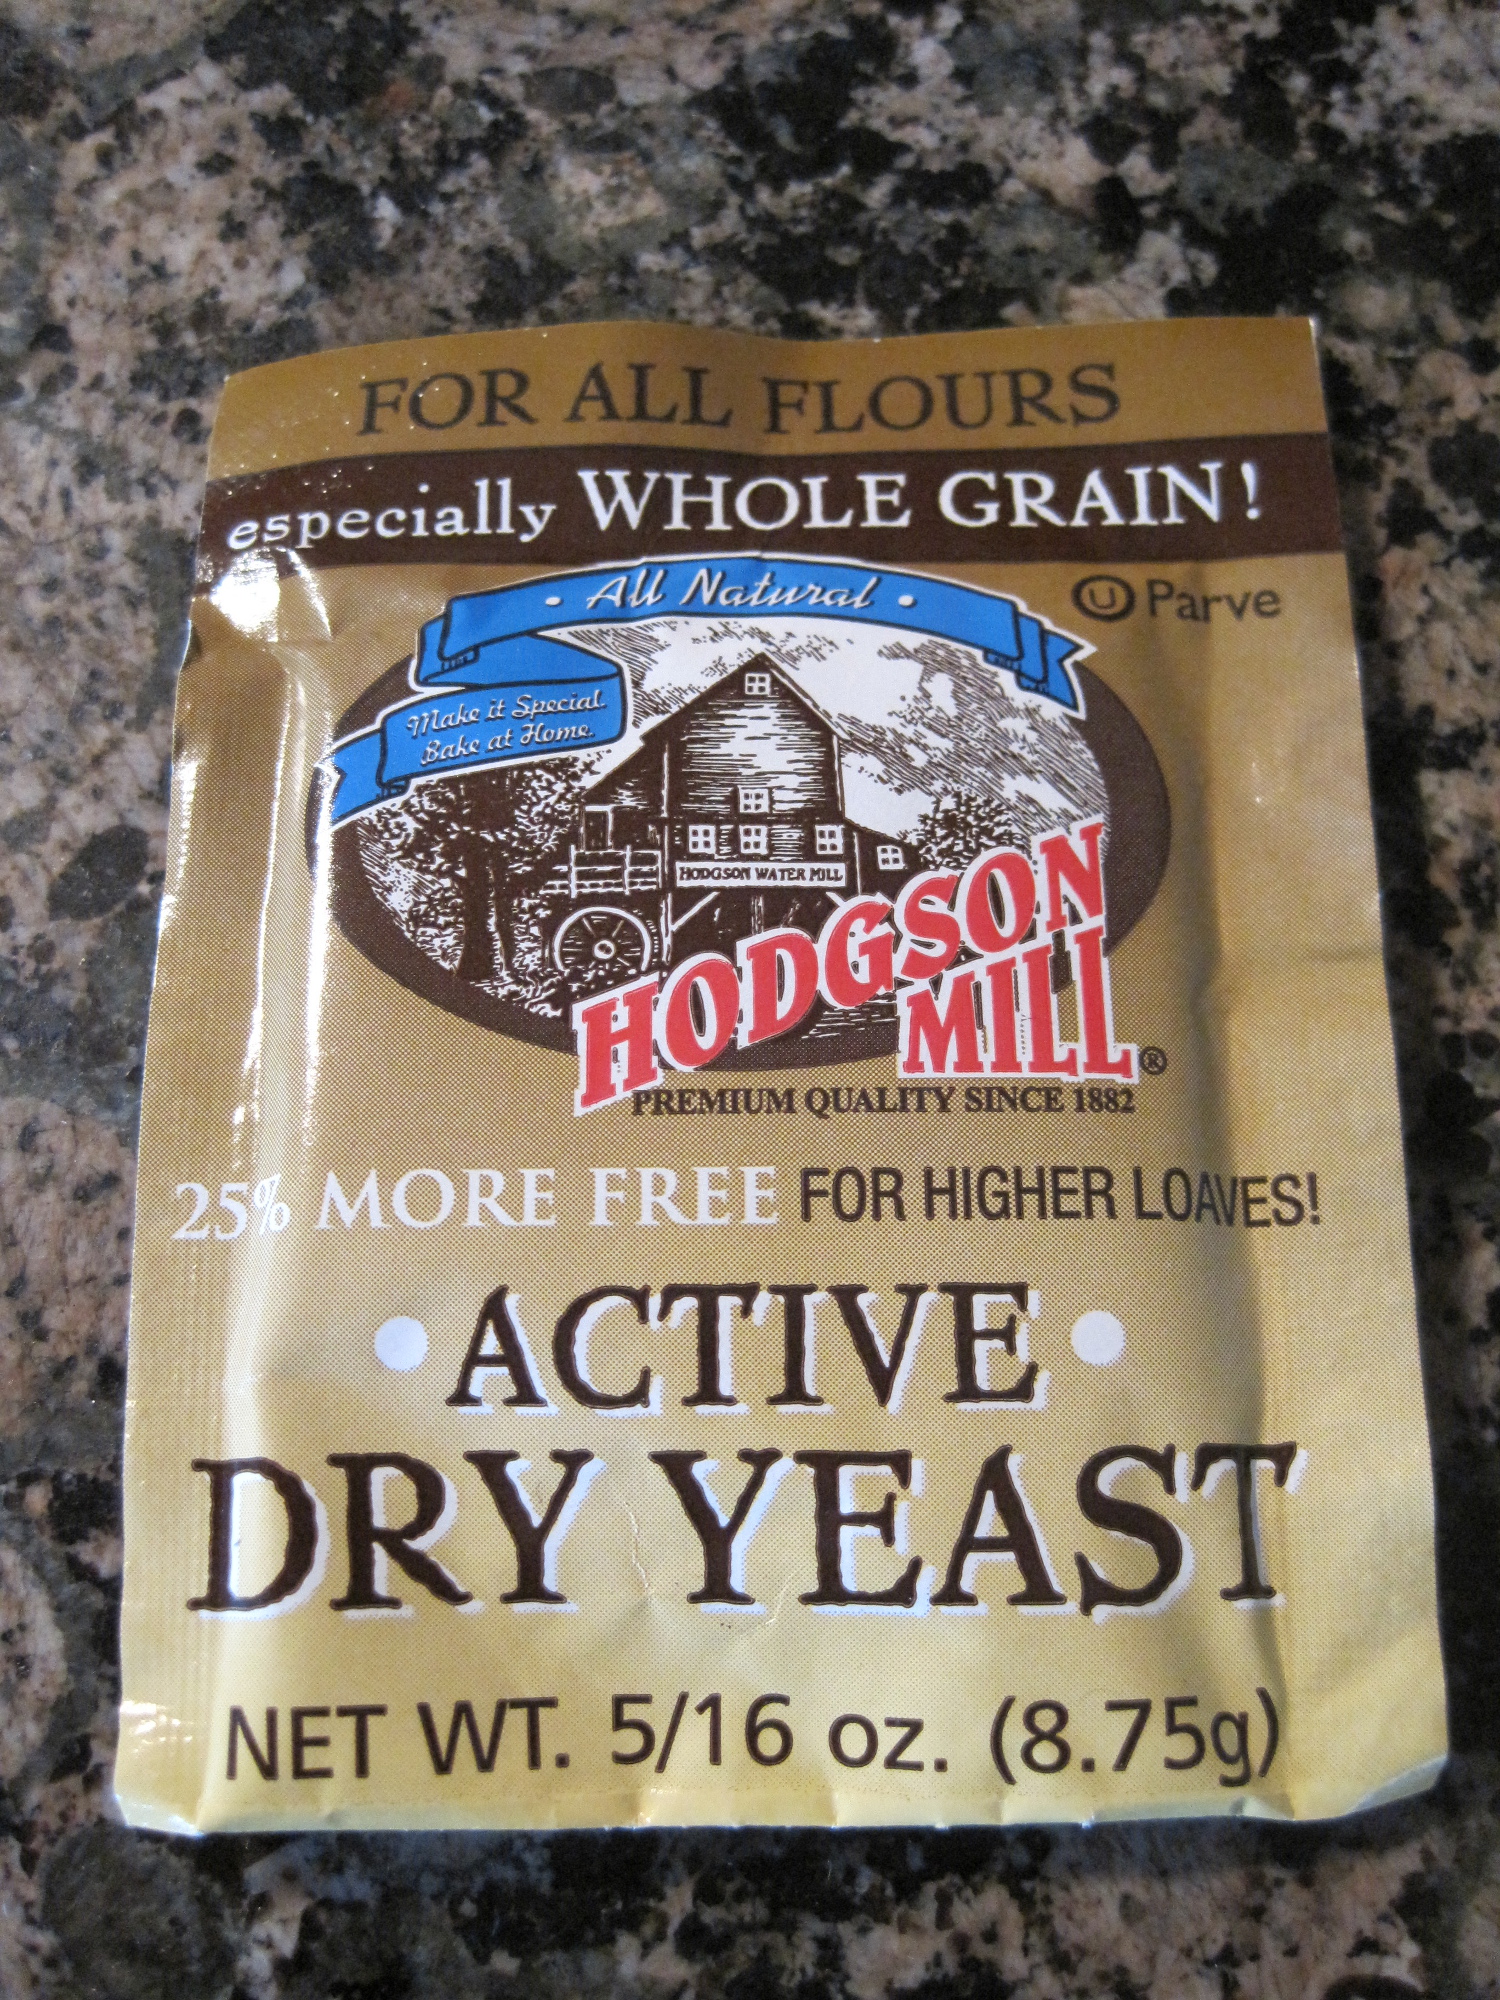 FOR ALL FLOURS
especially WHOLE GRAIN!
• All Natural •
Ⓤ Parve
Make it Special
Bake at Home.
HODGSON WATER MILL
HODGSON
MILL®
PREMIUM QUALITY SINCE 1882
25% MORE FREE FOR HIGHER LOAVES!
• ACTIVE •
DRY YEAST
NET WT. 5/16 oz. (8.75g)